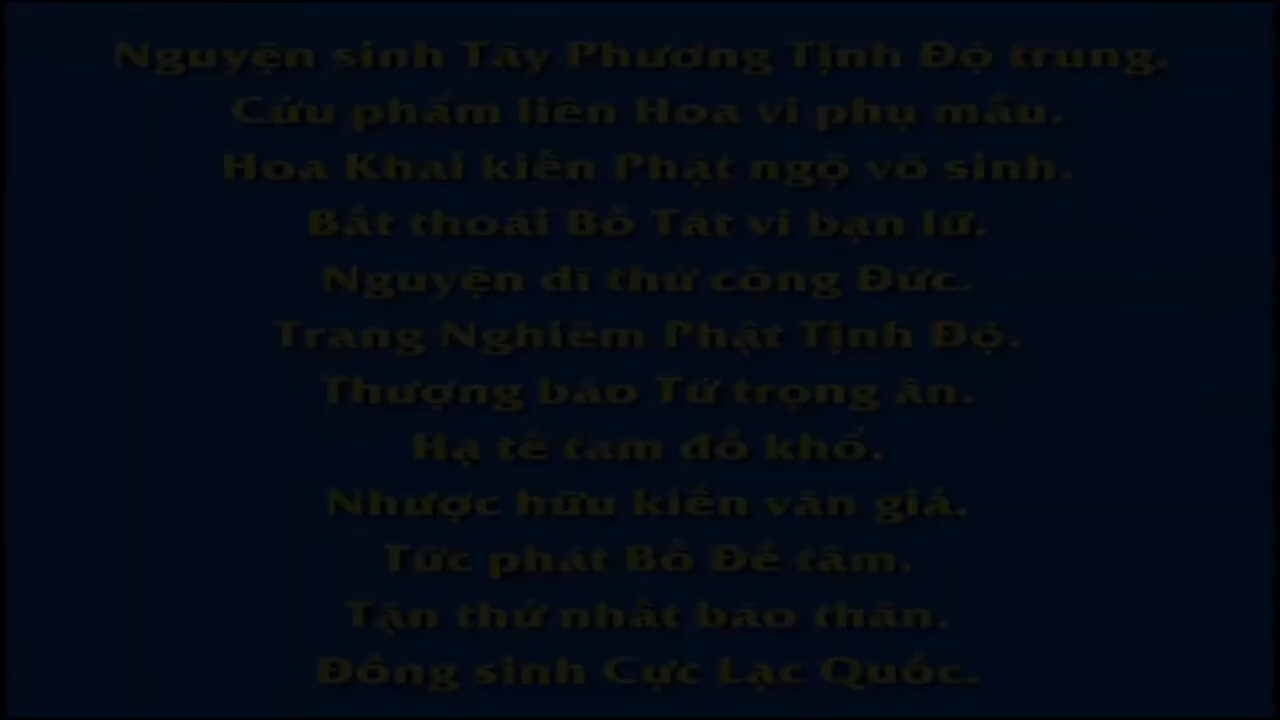 Nguyện sinh Tây Phương Tịnh Độ trung.
Cửu phẩm liên Hoa vi phụ mẫu.
Hoa Khai kiến Phật ngộ vô sinh.
Bất thoái Bồ Tát vi bạn lữ.
Nguyện dĩ thử công Đức.
Trang Nghiêm Phật Tịnh Độ.
Thượng báo Tứ trọng ân.
Hạ tế tam đồ khổ.
Nhược hữu kiến văn giả.
Tức phát Bồ Đề tâm.
Tận thử nhất báo thân.
Đồng sinh Cực Lạc Quốc.